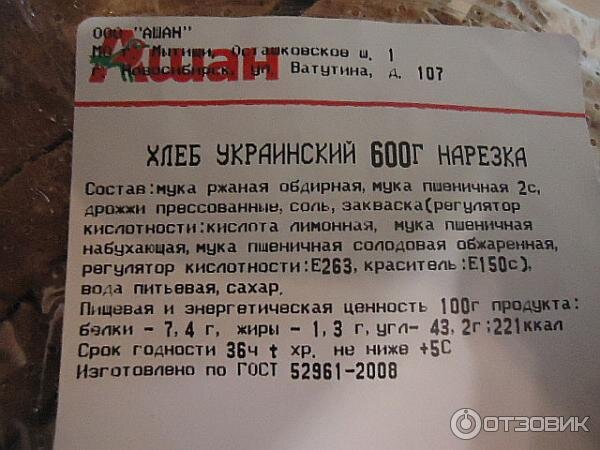 ООО "АШАН"
МО г. Мытищи, Осташковское ш. 1
г. Новосибирск, ул. Ватутина, д. 107
Ашан
ХЛЕБ УКРАИНСКИЙ 600Г НАРЕЗКА
Состав:мука ржаная обдирная, мука пшеничная 2с,
дрожжи прессованные, соль, закваска(регулятор
кислотности:кислота лимонная, мука пшеничная
набухающая, мука пшеничная солодовая обжаренная,
регулятор кислотности:Е263, краситель:Е150с),
вода питьевая, сахар.
Пищевая и энергетическая ценность 100г продукта:
белки - 7,4 г, жиры - 1,3 г, угл- 43,2г;221ккал
Срок годности 36ч t хр. не ниже +5С
Изготовлено по ГОСТ 52961-2008
ОТЗОВИК